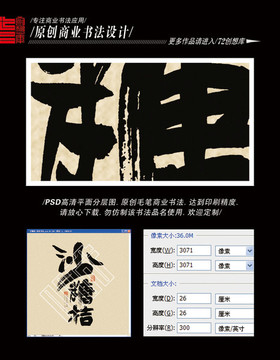 /专注商业书法应用/
/原创商业书法设计/
更多作品请进入/72创想库
/PSD高清平面分层图. 原创毛笔商业书法. 达到印刷精度.
请放心下载. 勿仿制该书法品名使用. 欢迎定制/
沙糖桔
像素大小:36.0M
宽度(W): 3071 像素
高度(H): 3071 像素
文档大小:
宽度(D): 26 厘米
高度(G): 26 厘米
分辨率(R): 300 像素/英寸